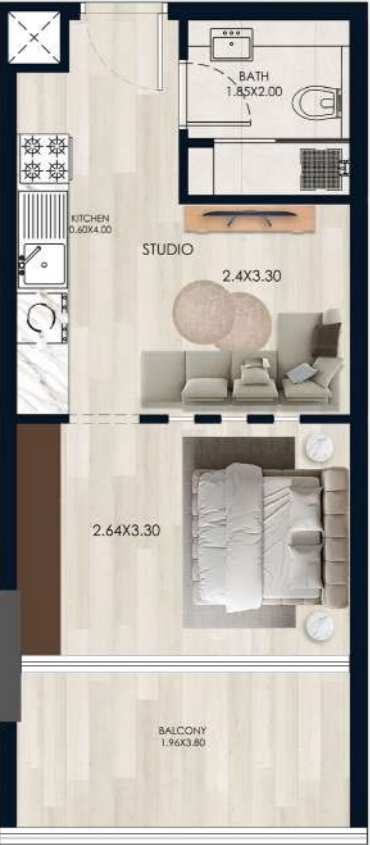 BATH
1.85X2.00
KITCHEN
0.60X4.00
STUDIO
2.4X3.30
2.64X3.30
BALCONY
1.96X3.80